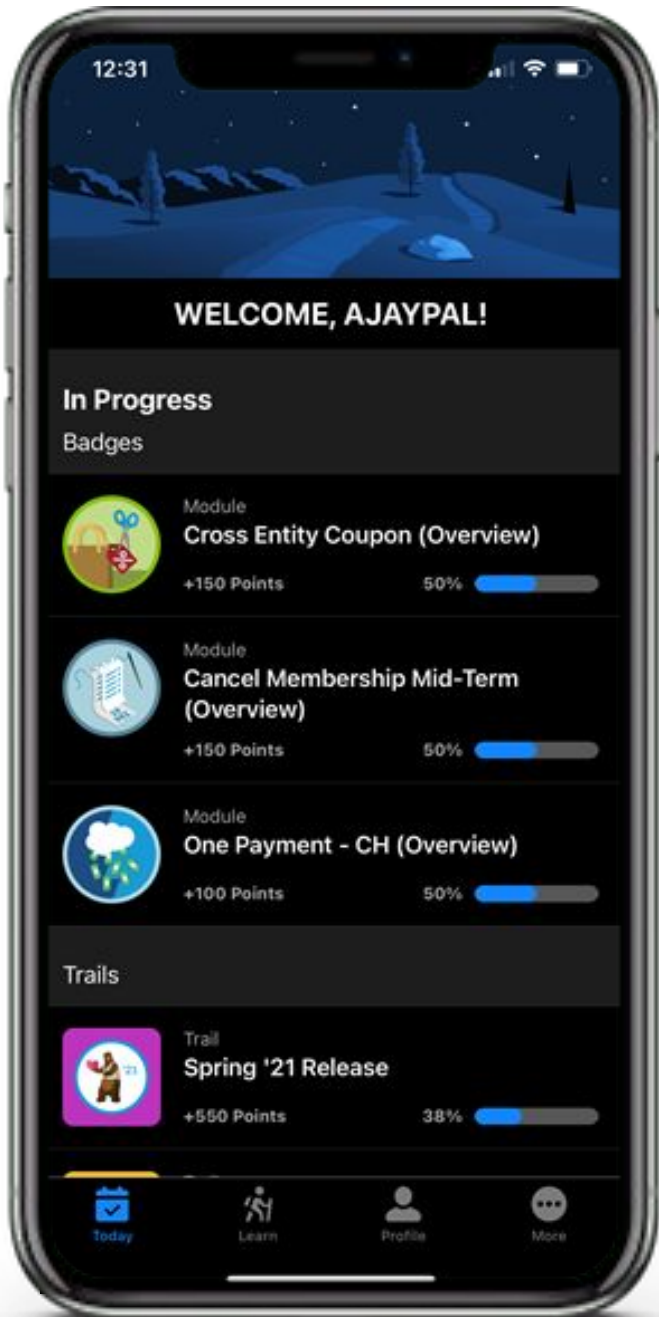 12:31
WELCOME, AJAYPAL!
In Progress
Badges
Module
Cross Entity Coupon (Overview)
+150 Points 50%
Module
Cancel Membership Mid-Term
(Overview)
+150 Points 50%
Module
One Payment - CH (Overview)
+100 Points 50%
Trails
Trail
Spring '21 Release
'21
+550 Points 38%
Today Learn Profile More